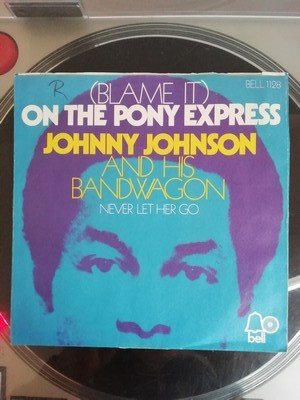 R
(BLAME IT)
BELL 1128
ON THE PONY EXPRESS
JOHNNY JOHNSON
AND HIS
BANDWAGON
NEVER LET HER GO
bell